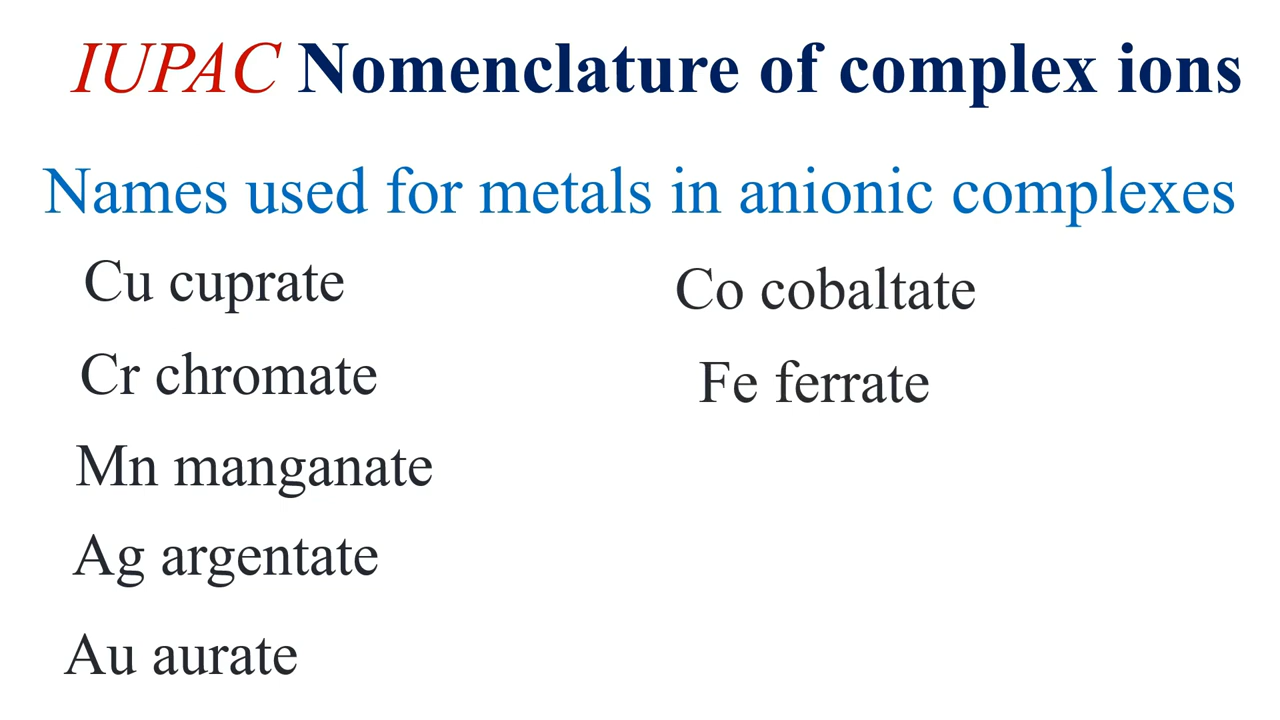 IUPAC Nomenclature of complex ions
Names used for metals in anionic complexes
Cu cuprate
Cr chromate
Mn manganate
Ag argentate
Au aurate
Co cobaltate
Fe ferrate